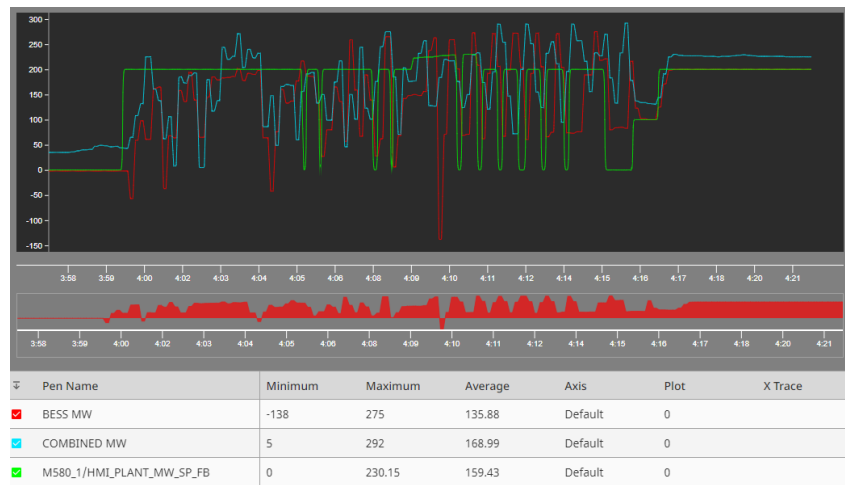 300
250
200
150
100
50
0
-50
-100
-150
3:58 3:59 4:00 4:02 4:03 4:04 4:05 4:06 4:08 4:09 4:10 4:11 4:12 4:14 4:15 4:16 4:17 4:18 4:20 4:21
3:58 3:59 4:00 4:02 4:03 4:04 4:05 4:06 4:08 4:09 4:10 4:11 4:12 4:14 4:15 4:16 4:17 4:18 4:20 4:21
Pen Name Minimum Maximum Average Axis Plot X Trace
BESS MW -138 275 135.88 Default 0
COMBINED MW 5 292 168.99 Default 0
M580_1/HMI_PLANT_MW_SP_FB 0 230.15 159.43 Default 0